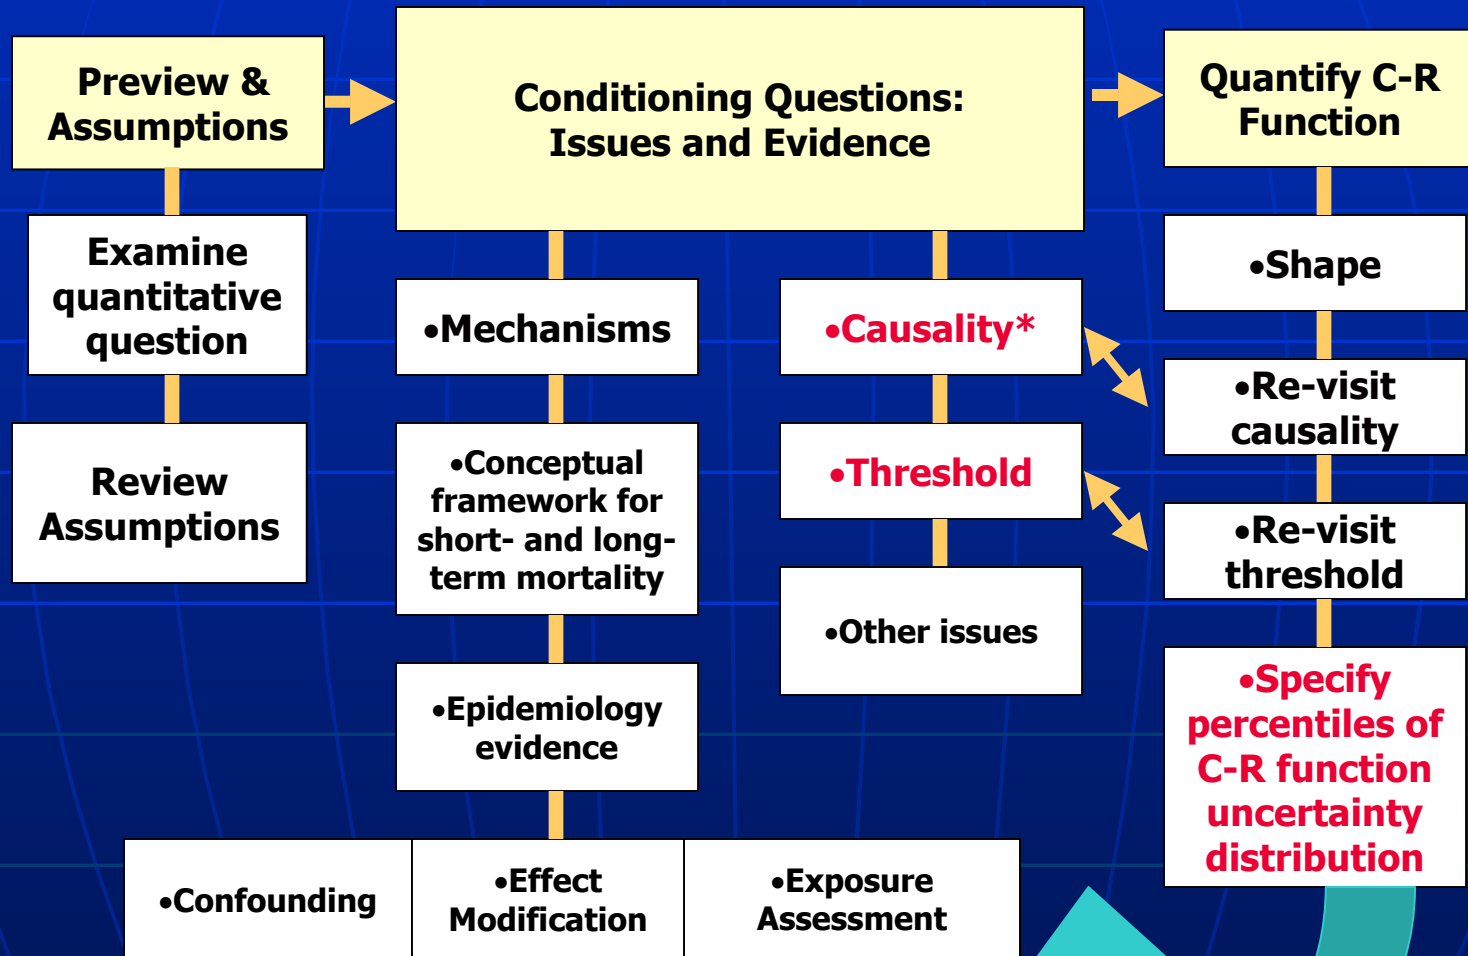 Preview &
Assumptions
Conditioning Questions:
Issues and Evidence
Quantify C-R
Function
Examine
quantitative
question
Review
Assumptions
•Mechanisms
•Conceptual
framework for
short- and long-
term mortality
•Epidemiology
evidence
•Confounding
•Effect
Modification
•Exposure
Assessment
•Causality*
•Threshold
•Other issues
•Shape
•Re-visit
causality
•Re-visit
threshold
•Specify
percentiles of
C-R function
uncertainty
distribution